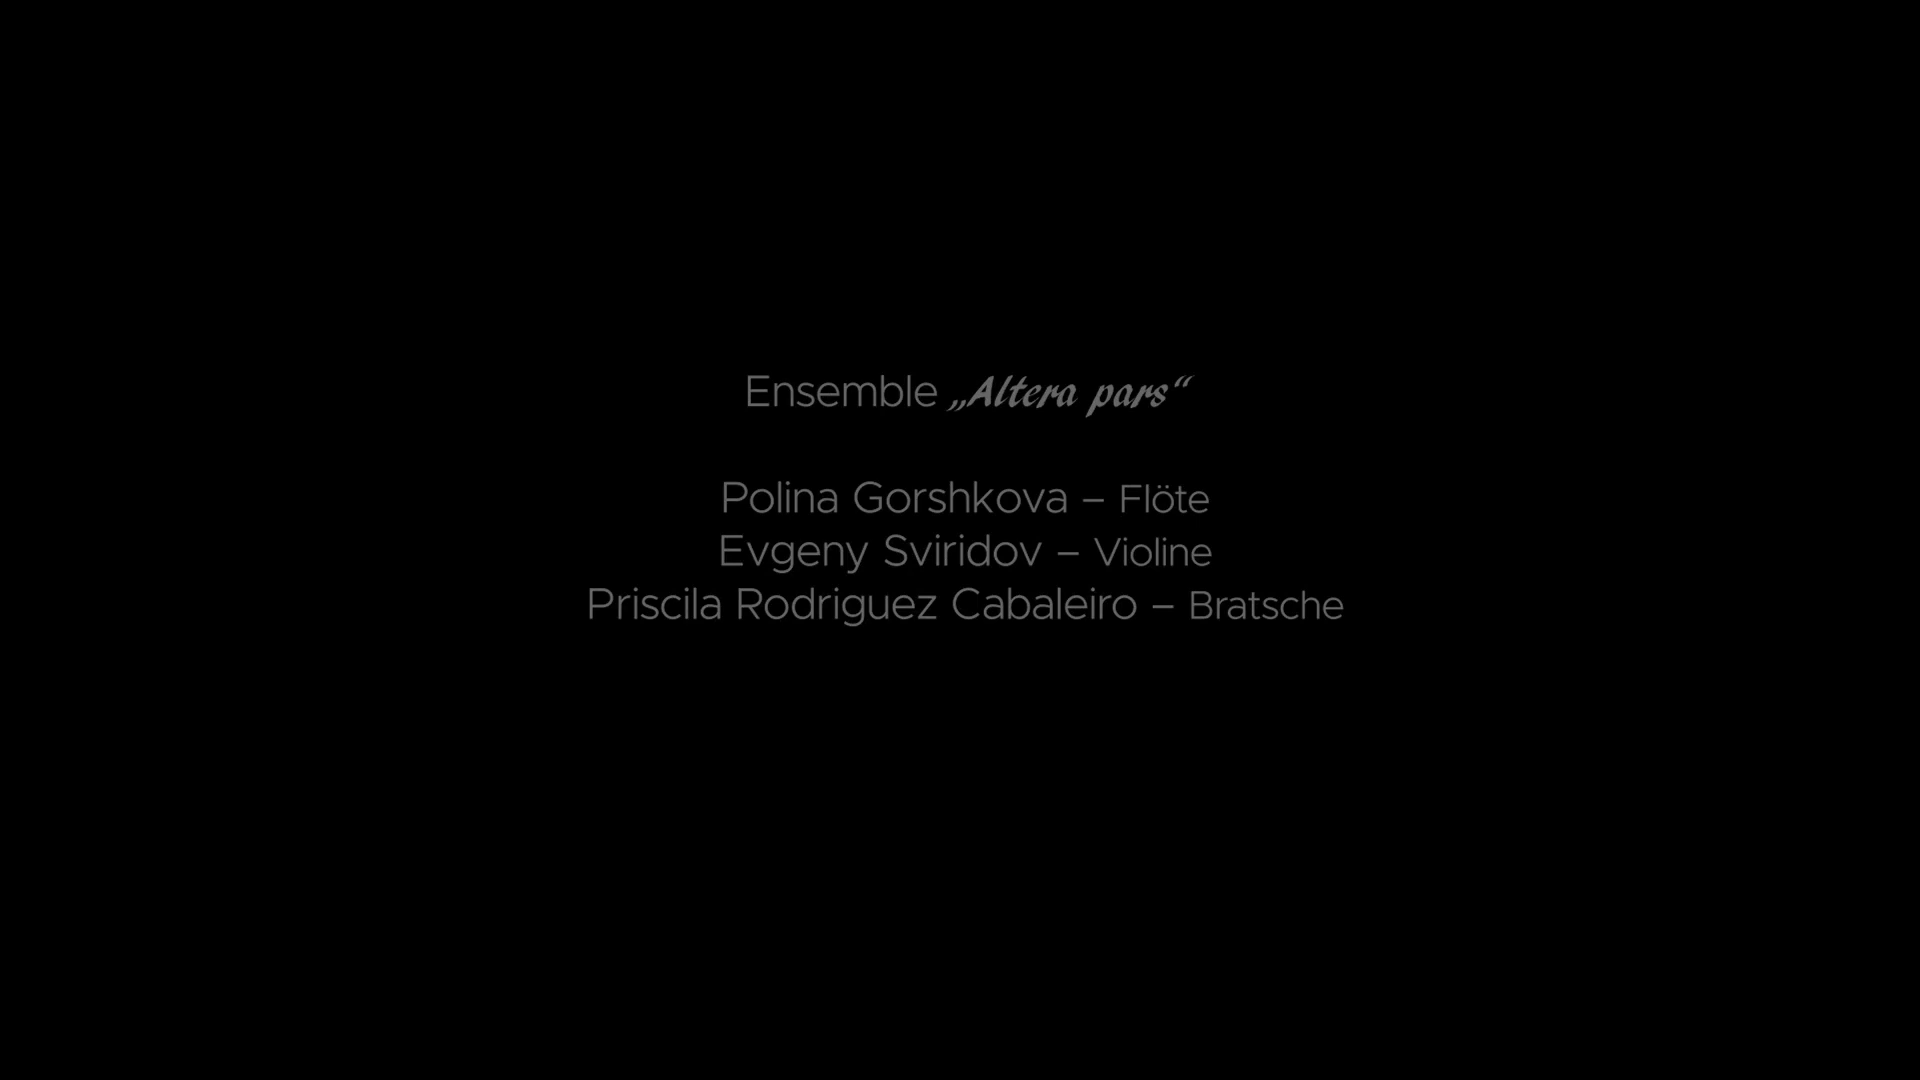 Ensemble „Altera pars“
Polina Gorshkova – Flöte
Evgeny Sviridov – Violine
Priscila Rodriguez Cabaleiro – Bratsche